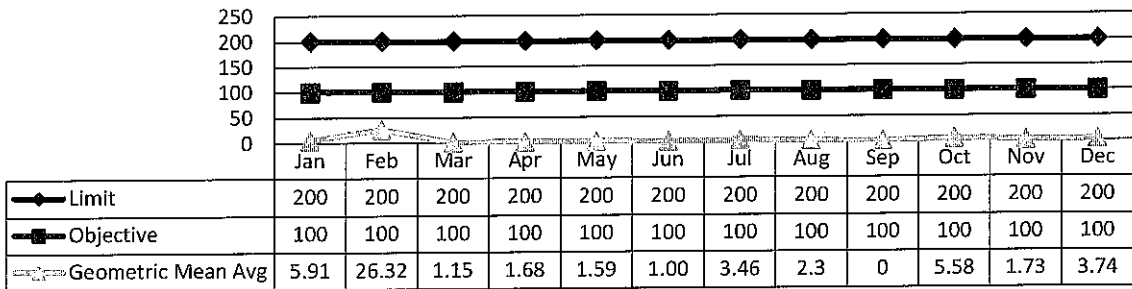 250
200
150
100
50
0
Jan Feb Mar Apr May Jun Jul Aug Sep Oct Nov Dec
Limit 200 200 200 200 200 200 200 200 200 200 200 200
Objective 100 100 100 100 100 100 100 100 100 100 100 100
Geometric Mean Avg 5.91 26.32 1.15 1.68 1.59 1.00 3.46 2.3 0 5.58 1.73 3.74